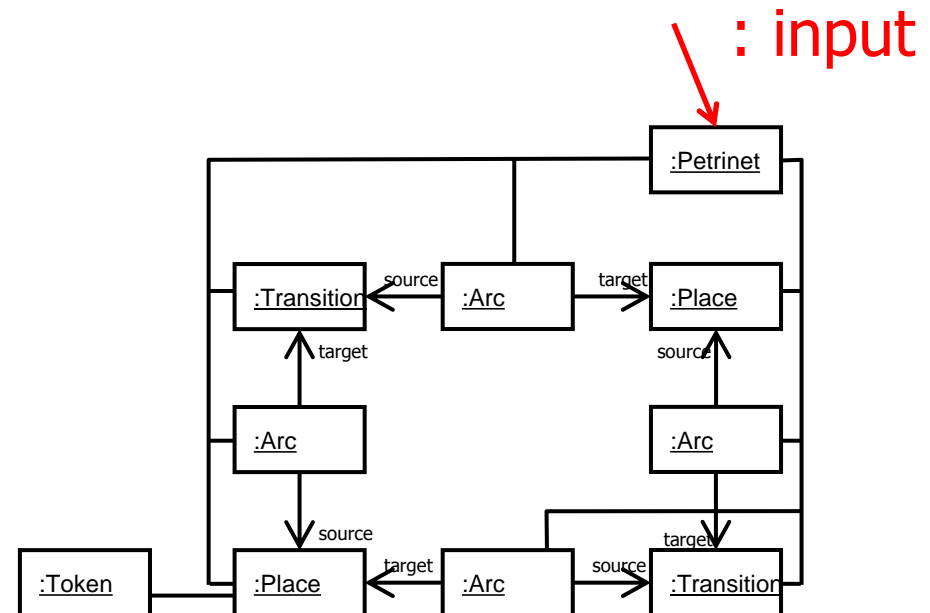 : input
:Petrinet
:Transition
source
:Arc
target
:Place
target
source
:Arc
:Arc
source
target
:Token
:Place
target
:Arc
source
:Transition